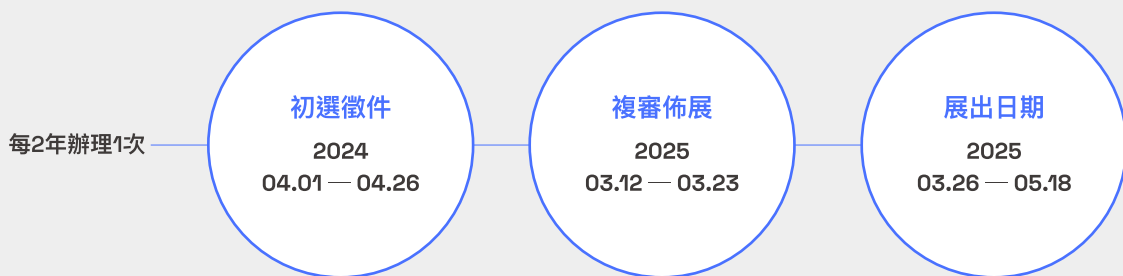 每2年辦理1次
初選徵件
2024
04.01 — 04.26
複審佈展
2025
03.12 — 03.23
展出日期
2025
03.26 — 05.18